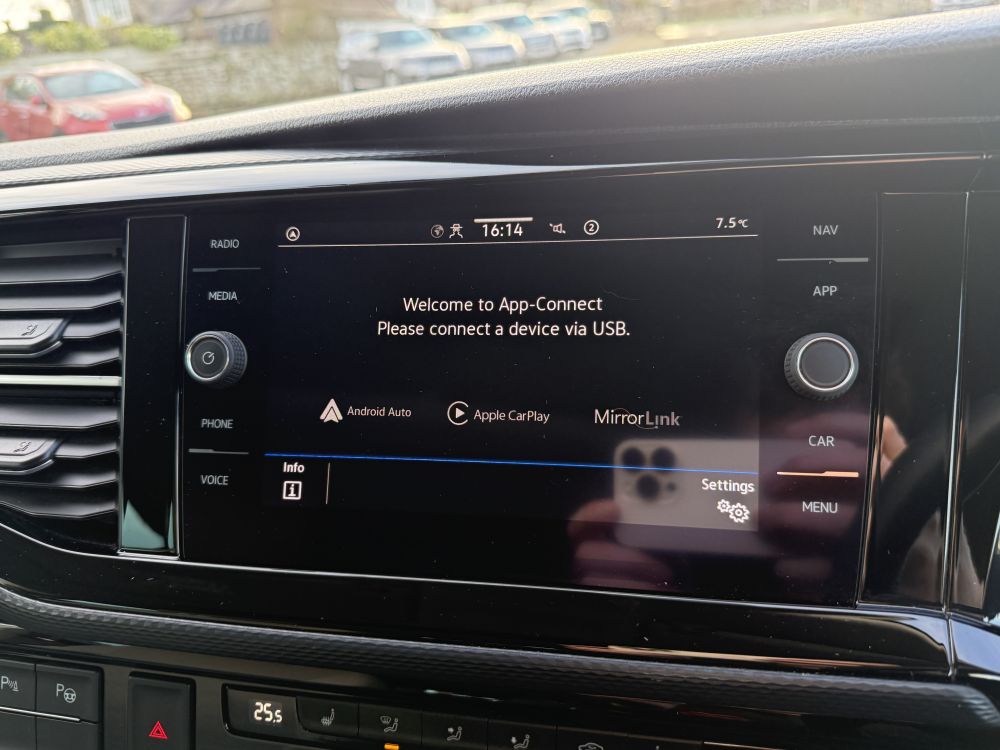 16:14
2
7.5°C
RADIO
MEDIA
PHONE
VOICE
Welcome to App-Connect
Please connect a device via USB.
Android Auto
Apple CarPlay
MirrorLink
Info
i
Settings
NAV
APP
CAR
MENU
P
P
25.5